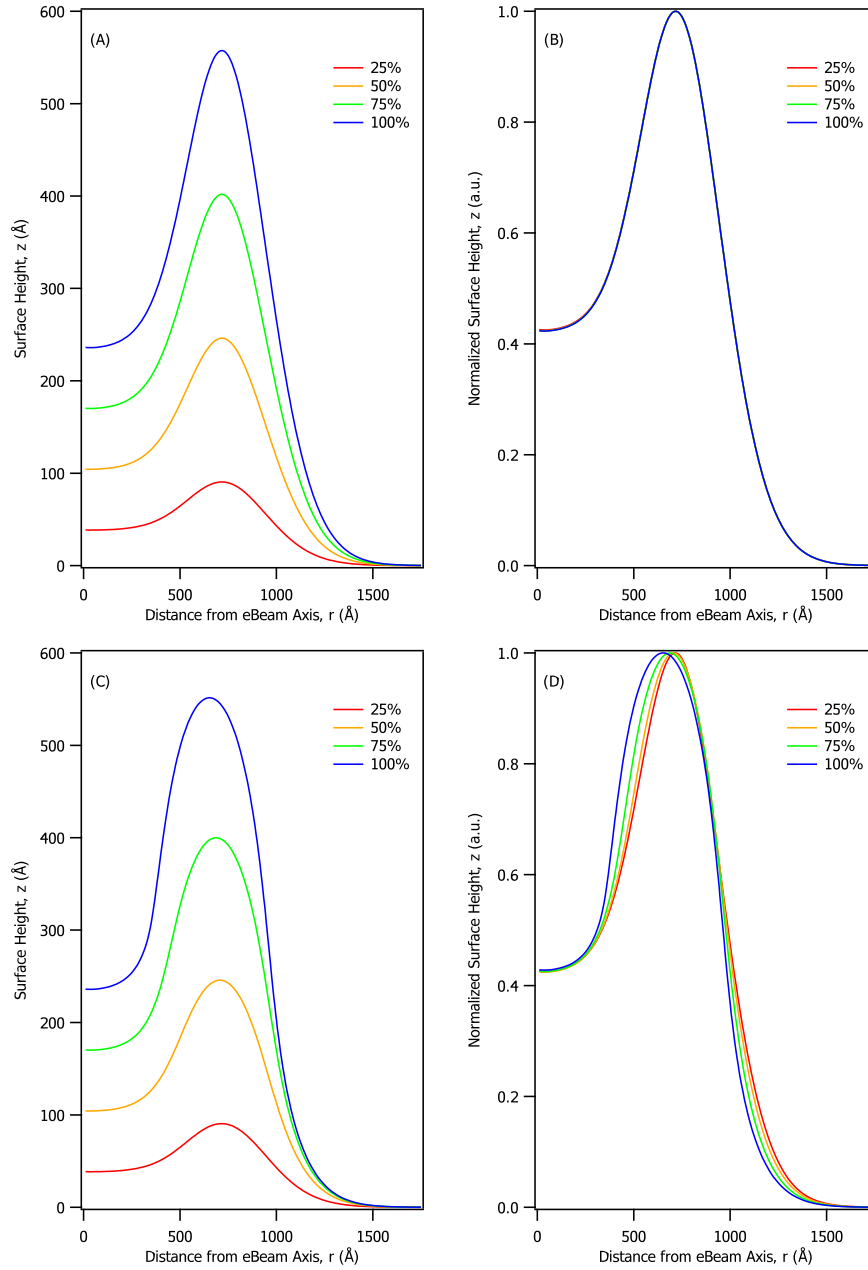 (A)
25%
50%
75%
100%
600
500
400
300
200
100
0
Surface Height, z (Å)
0 500 1000 1500
Distance from eBeam Axis, r (Å)
(B)
25%
50%
75%
100%
1.0
0.8
0.6
0.4
0.2
0.0
Normalized Surface Height, z (a.u.)
0 500 1000 1500
Distance from eBeam Axis, r (Å)
(C)
25%
50%
75%
100%
600
500
400
300
200
100
0
Surface Height, z (Å)
0 500 1000 1500
Distance from eBeam Axis, r (Å)
(D)
25%
50%
75%
100%
1.0
0.8
0.6
0.4
0.2
0.0
Normalized Surface Height, z (a.u.)
0 500 1000 1500
Distance from eBeam Axis, r (Å)